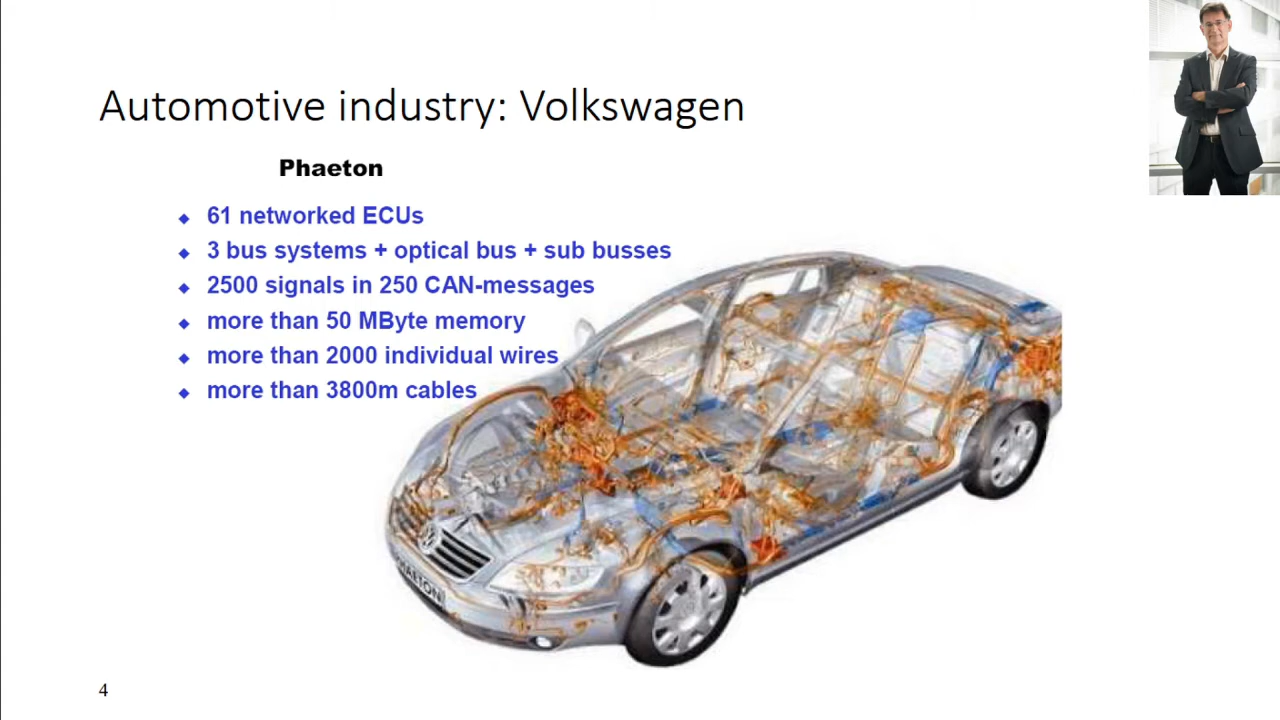 Automotive industry: Volkswagen
Phaeton
◆ 61 networked ECUs
◆ 3 bus systems + optical bus + sub busses
◆ 2500 signals in 250 CAN-messages
◆ more than 50 MByte memory
◆ more than 2000 individual wires
◆ more than 3800m cables
PHAETON
4